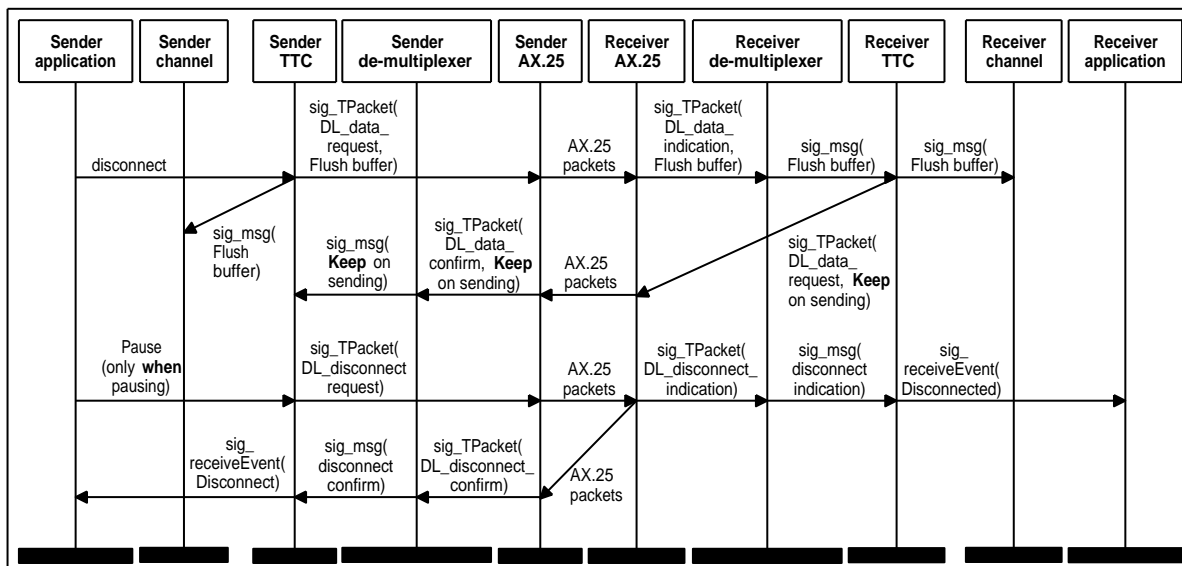 Sender
application
Sender
channel
Sender
TTC
Sender
de-multiplexer
Sender
AX.25
Receiver
AX.25
Receiver
de-multiplexer
Receiver
TTC
Receiver
channel
Receiver
application
disconnect
sig_TPacket(
DL_data_
request,
Flush buffer)
AX.25
packets
sig_TPacket(
DL_data_
indication,
Flush buffer)
sig_msg(
Flush buffer)
sig_msg(
Flush buffer)
sig_msg(
Flush
buffer)
sig_msg(
Keep on
sending)
sig_TPacket(
DL_data_
confirm, Keep
on sending)
AX.25
packets
sig_TPacket(
DL_data_
request, Keep
on sending)
Pause
(only when
pausing)
sig_TPacket(
DL_disconnect
request)
AX.25
packets
sig_TPacket(
DL_disconnect_
indication)
sig_msg(
disconnect
indication)
sig_
receiveEvent(
Disconnected)
sig_
receiveEvent(
Disconnect)
sig_msg(
disconnect
confirm)
sig_TPacket(
DL_disconnect_
confirm)
AX.25
packets